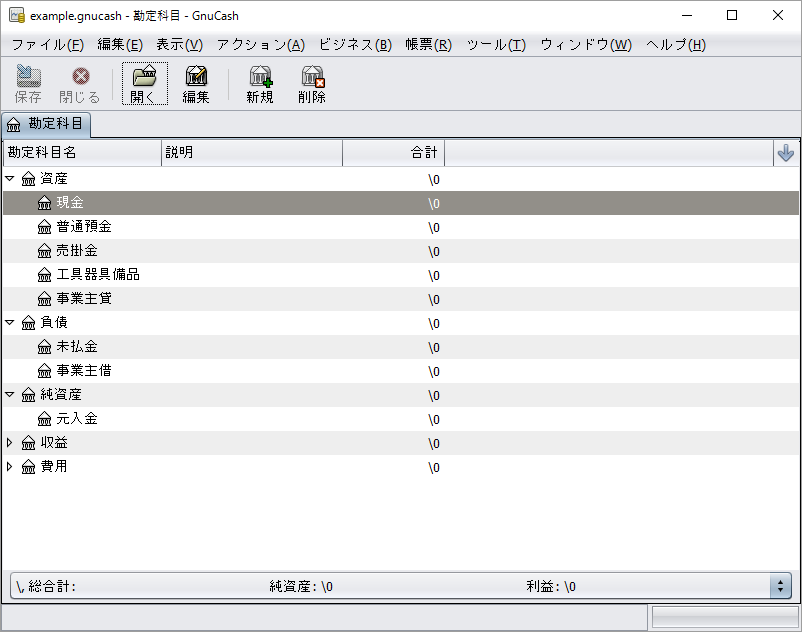 example.gnucash - 勘定科目 - GnuCash
ファイル(F) 編集(E) 表示(V) アクション(A) ビジネス(B) 帳票(R) ツール(T) ウィンドウ(W) ヘルプ(H)
保存 閉じる 開く 編集 新規 削除
勘定科目
勘定科目名 説明 合計
資産 \0
現金 \0
普通預金 \0
売掛金 \0
工具器具備品 \0
事業主貸 \0
負債 \0
未払金 \0
事業主借 \0
純資産 \0
元入金 \0
収益 \0
費用 \0
\, 総合計: 純資産: \0 利益: \0